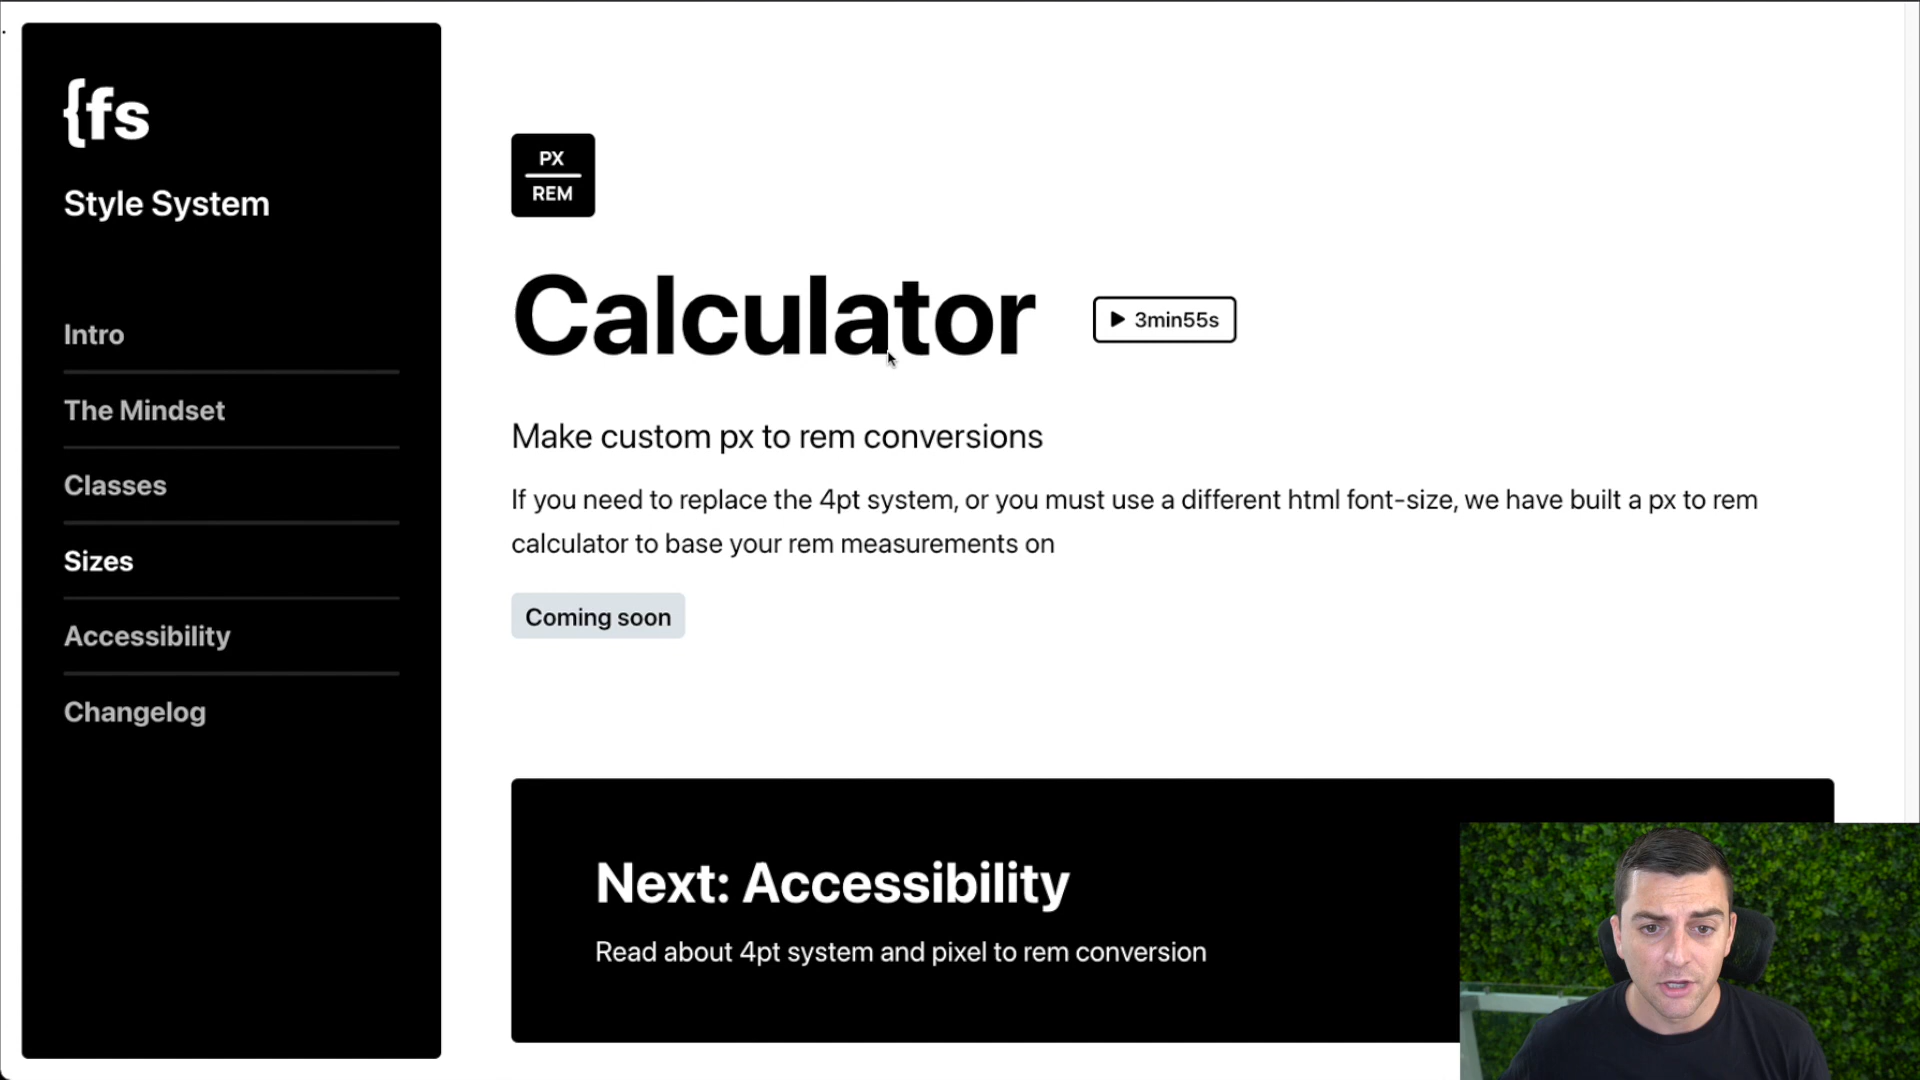 {fs
Style System
Intro
The Mindset
Classes
Sizes
Accessibility
Changelog
PX
REM
Calculator
3min55s
Make custom px to rem conversions
If you need to replace the 4pt system, or you must use a different html font-size, we have built a px to rem
calculator to base your rem measurements on
Coming soon
Next: Accessibility
Read about 4pt system and pixel to rem conversion